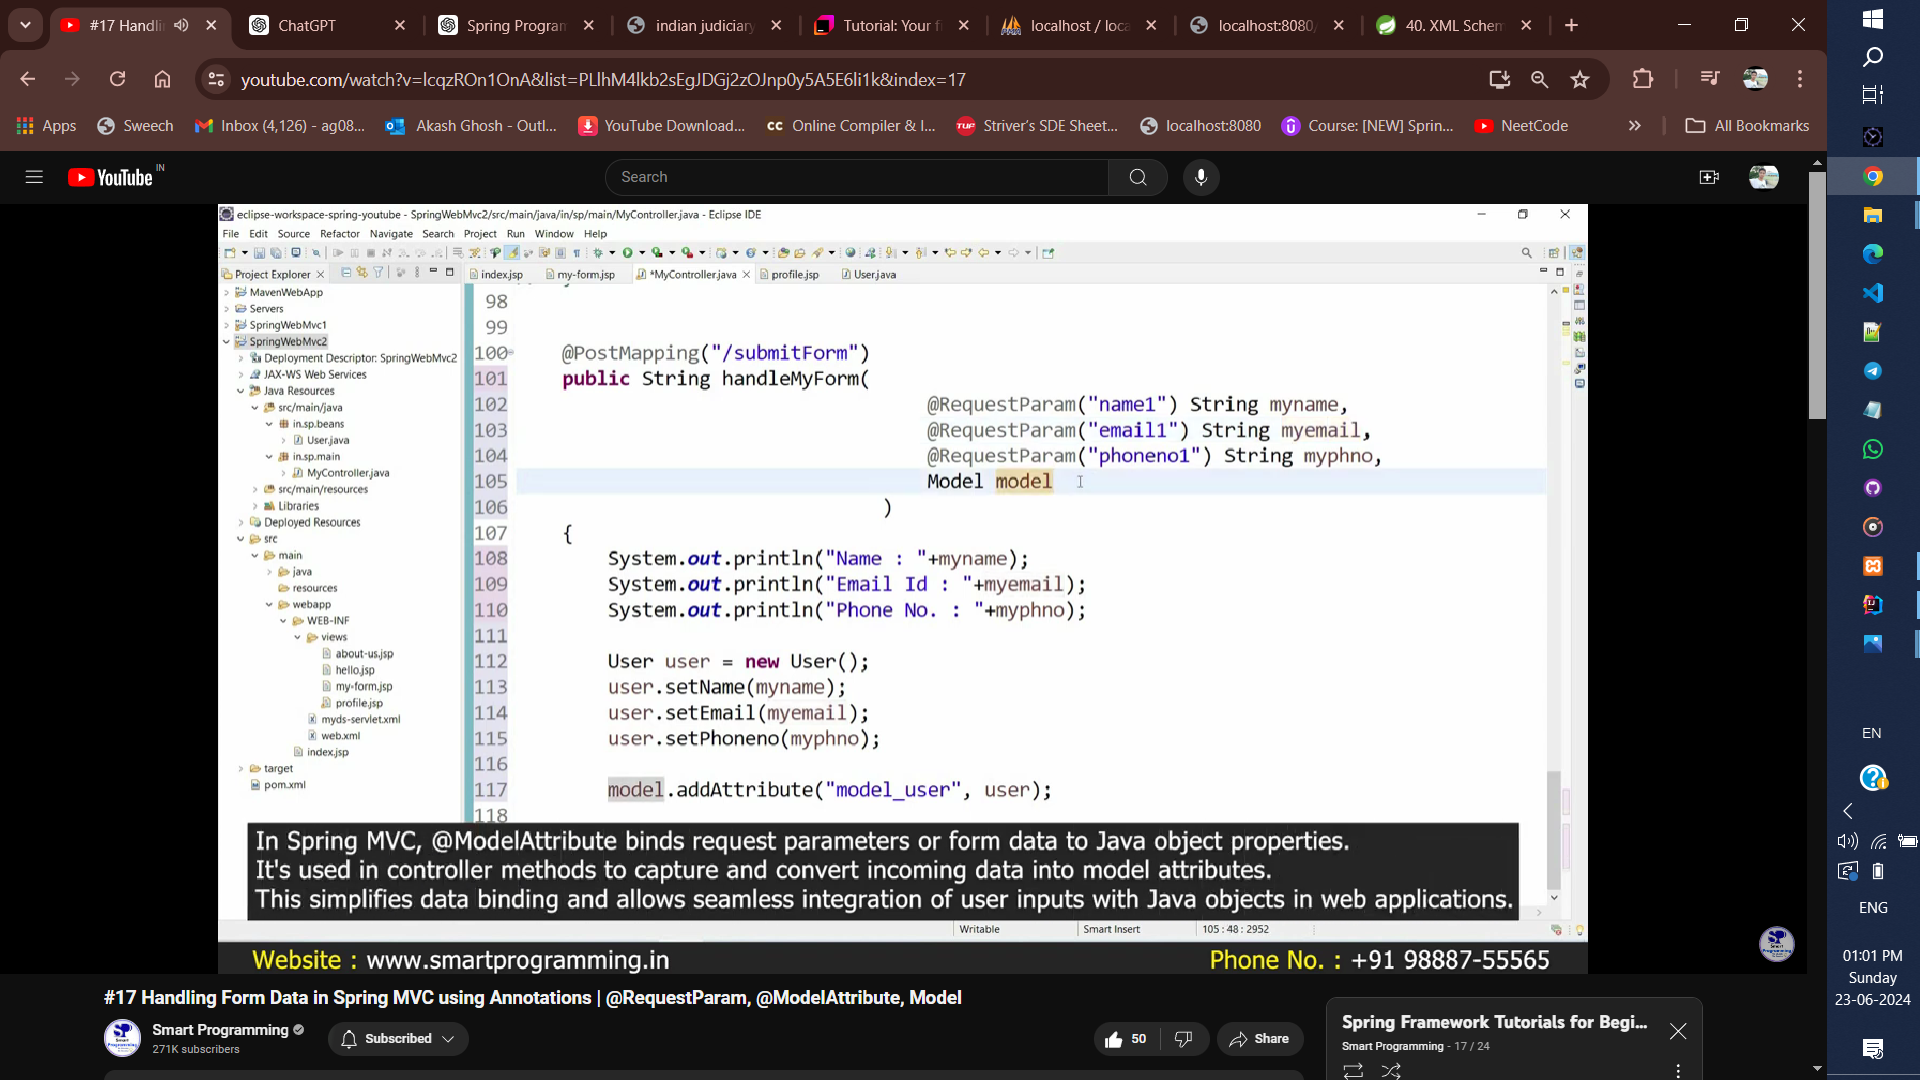 #17 Handli
ChatGPT
Spring Program
indian judiciary
Tutorial: Your f
localhost / loca
localhost:8080/
40. XML Schem
youtube.com/watch?v=lcqzROn1OnA&list=PLlhM4lkb2sEgJDGj2zOJnp0y5A5E6li1k&index=17
Apps
Sweech
Inbox (4,126) - ag08...
Akash Ghosh - Outl...
YouTube Download...
CC Online Compiler & I...
TUF Striver's SDE Sheet...
localhost:8080
Course: [NEW] Sprin...
NeetCode
»
All Bookmarks
YouTube IN
Search
eclipse-workspace-spring-youtube - SpringWebMvc2/src/main/java/in/sp/main/MyController.java - Eclipse IDE
File Edit Source Refactor Navigate Search Project Run Window Help
Project Explorer
index.jsp
my-form.jsp
*MyController.java
profile.jsp
User.java
MavenWebApp
Servers
SpringWebMvc1
SpringWebMvc2
Deployment Descriptor: SpringWebMvc2
JAX-WS Web Services
Java Resources
src/main/java
in.sp.beans
User.java
in.sp.main
MyController.java
src/main/resources
Libraries
Deployed Resources
src
main
java
resources
webapp
WEB-INF
views
about-us.jsp
hello.jsp
my-form.jsp
profile.jsp
myds-servlet.xml
web.xml
index.jsp
target
pom.xml
98
99
100 @PostMapping("/submitForm")
101 public String handleMyForm(
102 @RequestParam("name1") String myname,
103 @RequestParam("email1") String myemail,
104 @RequestParam("phoneno1") String myphno,
105 Model model
106 )
107 {
108 System.out.println("Name : "+myname);
109 System.out.println("Email Id : "+myemail);
110 System.out.println("Phone No. : "+myphno);
111
112 User user = new User();
113 user.setName(myname);
114 user.setEmail(myemail);
115 user.setPhoneno(myphno);
116
117 model.addAttribute("model_user", user);
118
In Spring MVC, @ModelAttribute binds request parameters or form data to Java object properties.
It's used in controller methods to capture and convert incoming data into model attributes.
This simplifies data binding and allows seamless integration of user inputs with Java objects in web applications.
Writable
Smart Insert
105 : 48 : 2952
Website : www.smartprogramming.in
Phone No. : +91 98887-55565
#17 Handling Form Data in Spring MVC using Annotations | @RequestParam, @ModelAttribute, Model
Smart Programming
271K subscribers
Subscribed
50
Share
Spring Framework Tutorials for Begi...
Smart Programming - 17 / 24
EN
ENG
01:01 PM
Sunday
23-06-2024